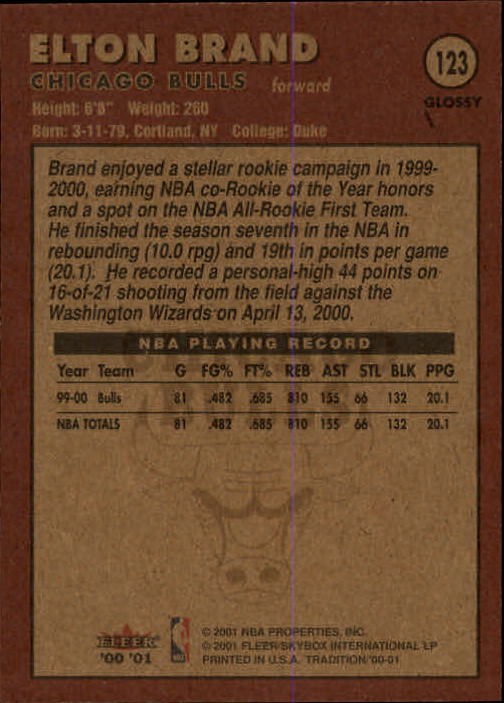 ELTON BRAND
123
CHICAGO BULLS forward
GLOSSY
Height: 6'8" Weight: 260
Born: 3-11-79, Cortland, NY College: Duke
Brand enjoyed a stellar rookie campaign in 1999-
2000, earning NBA co-Rookie of the Year honors
and a spot on the NBA All-Rookie First Team.
He finished the season seventh in the NBA in
rebounding (10.0 rpg) and 19th in points per game
(20.1). He recorded a personal-high 44 points on
16-of-21 shooting from the field against the
Washington Wizards on April 13, 2000.
NBA PLAYING RECORD
Year Team G FG% FT% REB AST STL BLK PPG
99-00 Bulls 81 .482 .685 810 155 66 132 20.1
NBA TOTALS 81 .482 .685 810 155 66 132 20.1
FLEER
'00 '01
NBA
© 2001 NBA PROPERTIES, INC.
© 2001 FLEER/SKYBOX INTERNATIONAL LP
PRINTED IN U.S.A. TRADITION '00-01